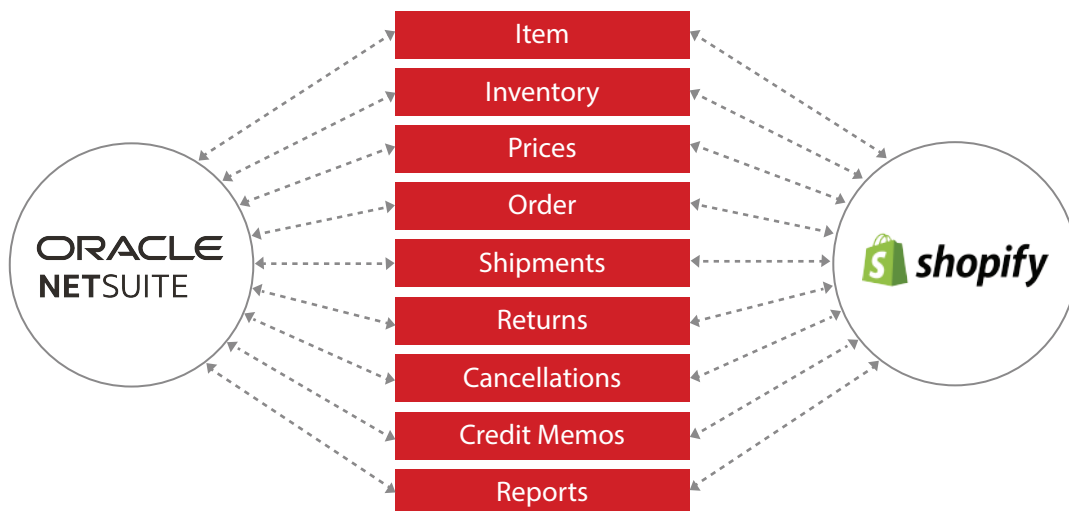 Item
Inventory
Prices
Order
Shipments
Returns
Cancellations
Credit Memos
Reports
ORACLE
NETSUITE
S shopify